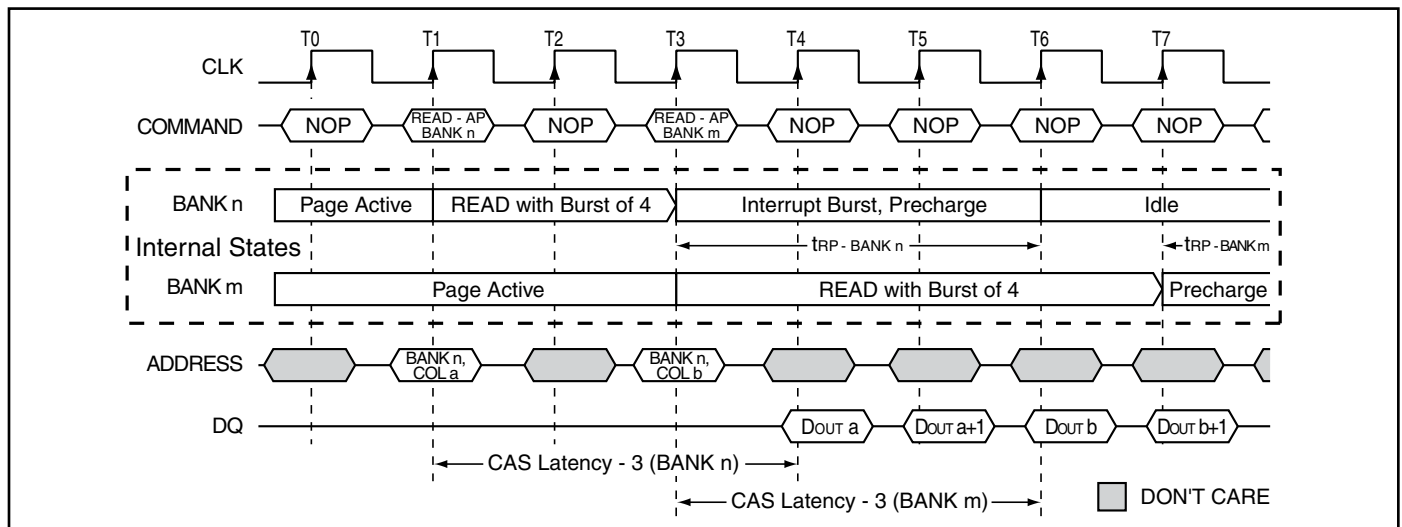 T0 T1 T2 T3 T4 T5 T6 T7
CLK
COMMAND NOP READ - AP BANK n NOP READ - AP BANK m NOP NOP NOP NOP
BANK n Page Active READ with Burst of 4 Interrupt Burst, Precharge Idle
Internal States tRP - BANK n tRP - BANK m
BANK m Page Active READ with Burst of 4 Precharge
ADDRESS BANK n, COL a BANK n, COL b
DQ DOUT a DOUT a+1 DOUT b DOUT b+1
CAS Latency - 3 (BANK n)
CAS Latency - 3 (BANK m) DON'T CARE